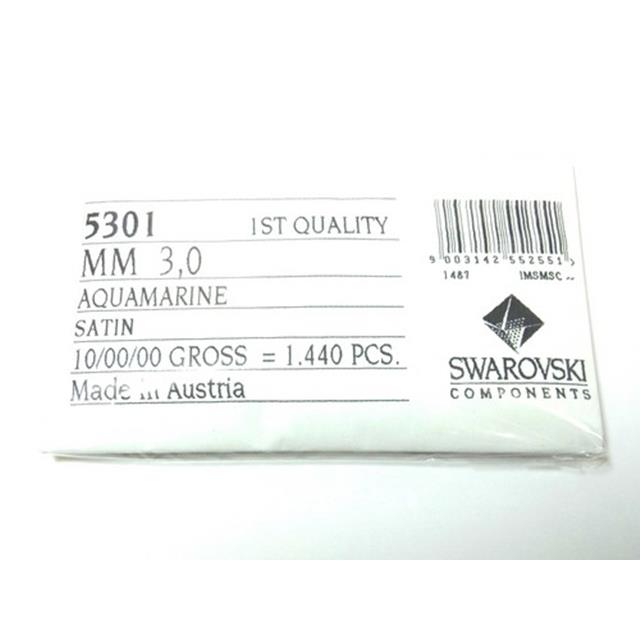 5301 1ST QUALITY
MM 3,0
AQUAMARINE
SATIN
10/00/00 GROSS = 1.440 PCS.
Made in Austria
9 003142 552551 >
1487 IMSMSC
SWAROVSKI
COMPONENTS